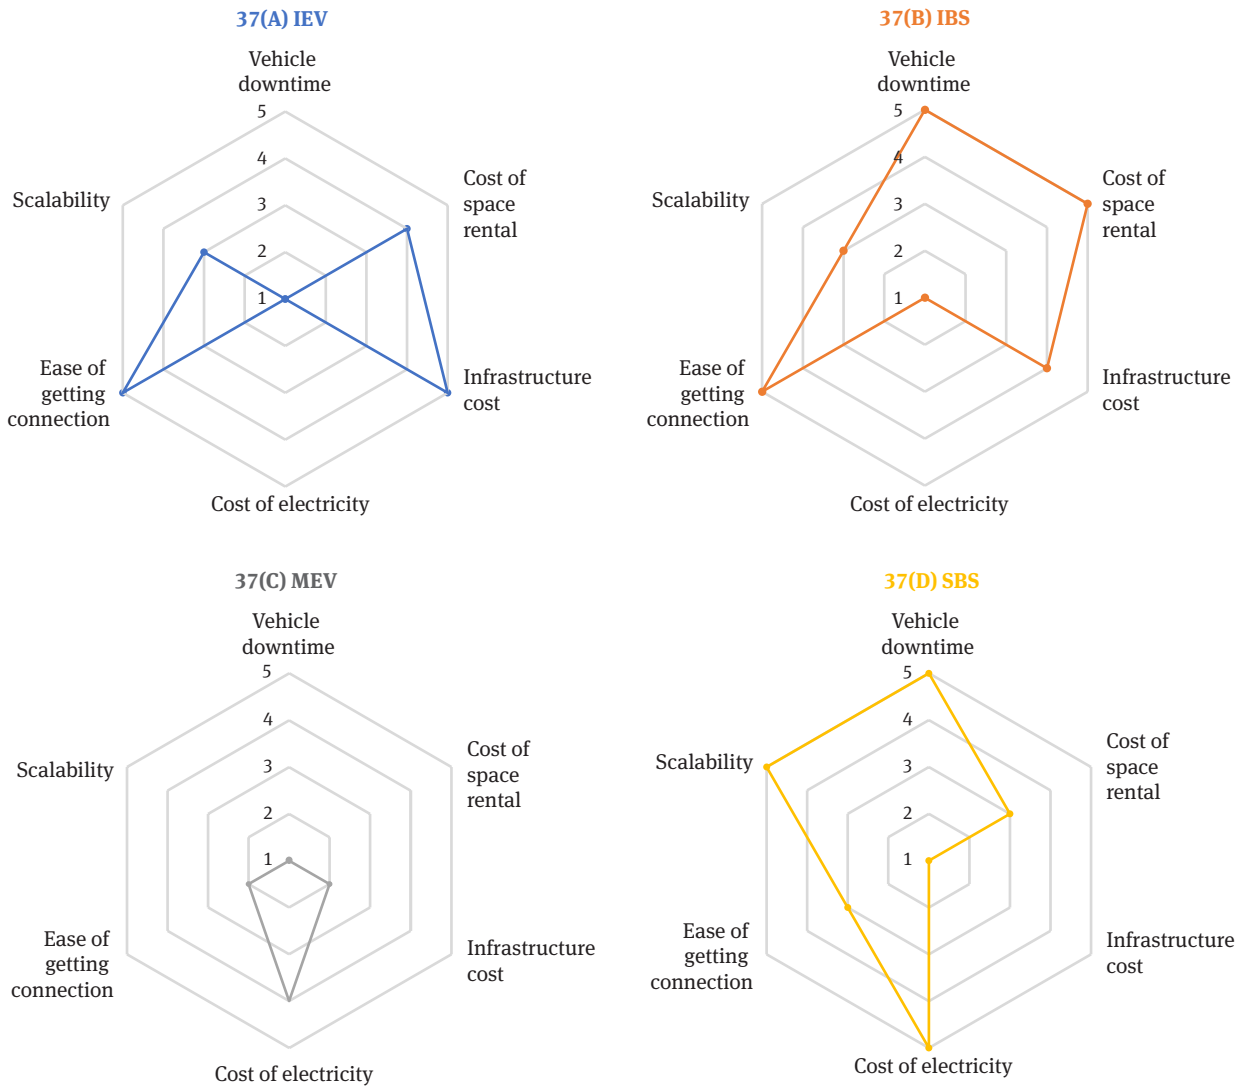 37(A) IEV
Vehicle
downtime
5
4
3
2
1
Cost of
space
rental
Scalability
Infrastructure
cost
Ease of
getting
connection
Cost of electricity
37(B) IBS
Vehicle
downtime
5
4
3
2
1
Cost of
space
rental
Scalability
Infrastructure
cost
Ease of
getting
connection
Cost of electricity
37(C) MEV
Vehicle
downtime
5
4
3
2
1
Cost of
space
rental
Scalability
Infrastructure
cost
Ease of
getting
connection
Cost of electricity
37(D) SBS
Vehicle
downtime
5
4
3
2
1
Cost of
space
rental
Scalability
Infrastructure
cost
Ease of
getting
connection
Cost of electricity